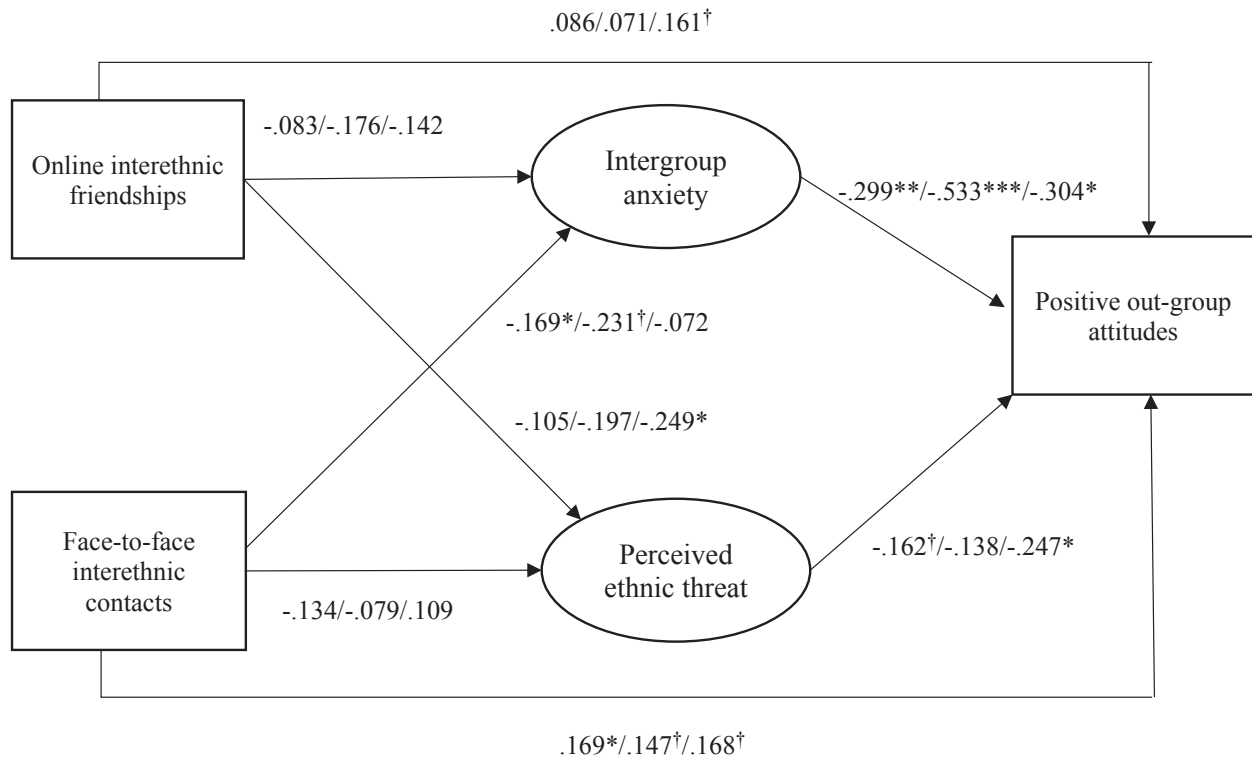 .086/.071/.161†
-.083/-.176/-.142
Online interethnic
friendships
Intergroup
anxiety
-.299**/-.533***/-.304*
Positive out-group
attitudes
-.169*/-.231†/-.072
-.105/-.197/-.249*
Face-to-face
interethnic
contacts
Perceived
ethnic threat
-.162†/-.138/-.247*
-.134/-.079/.109
.169*/.147†/.168†